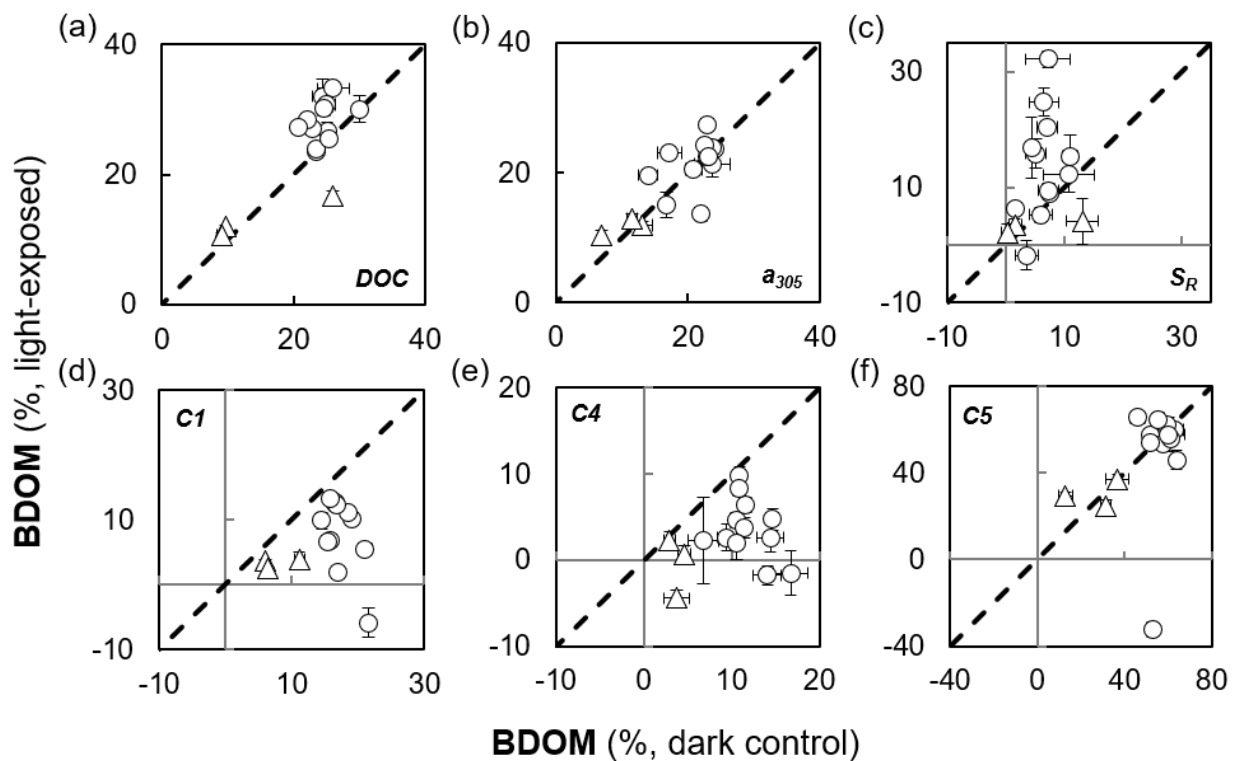 (a)
40
20
0
0 20 40
DOC
(b)
40
20
0
0 20 40
a305
(c)
30
10
-10
-10 10 30
SR
(d)
30
10
-10
-10 10 30
C1
(e)
20
10
0
-10
-10 0 10 20
C4
(f)
80
40
0
-40
-40 0 40 80
C5
BDOM (%, light-exposed)
BDOM (%, dark control)